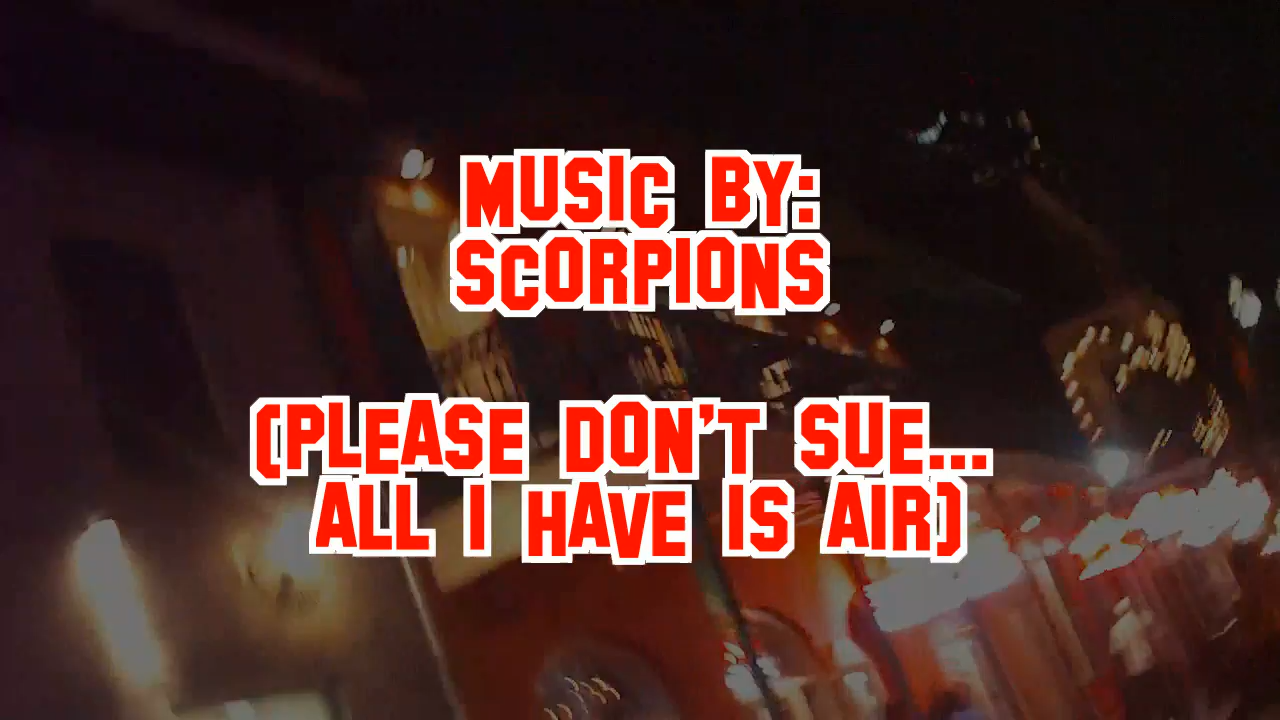 MUSIC BY:
SCORPIONS
(PLEASE DON'T SUE...
ALL I HAVE IS AIR)